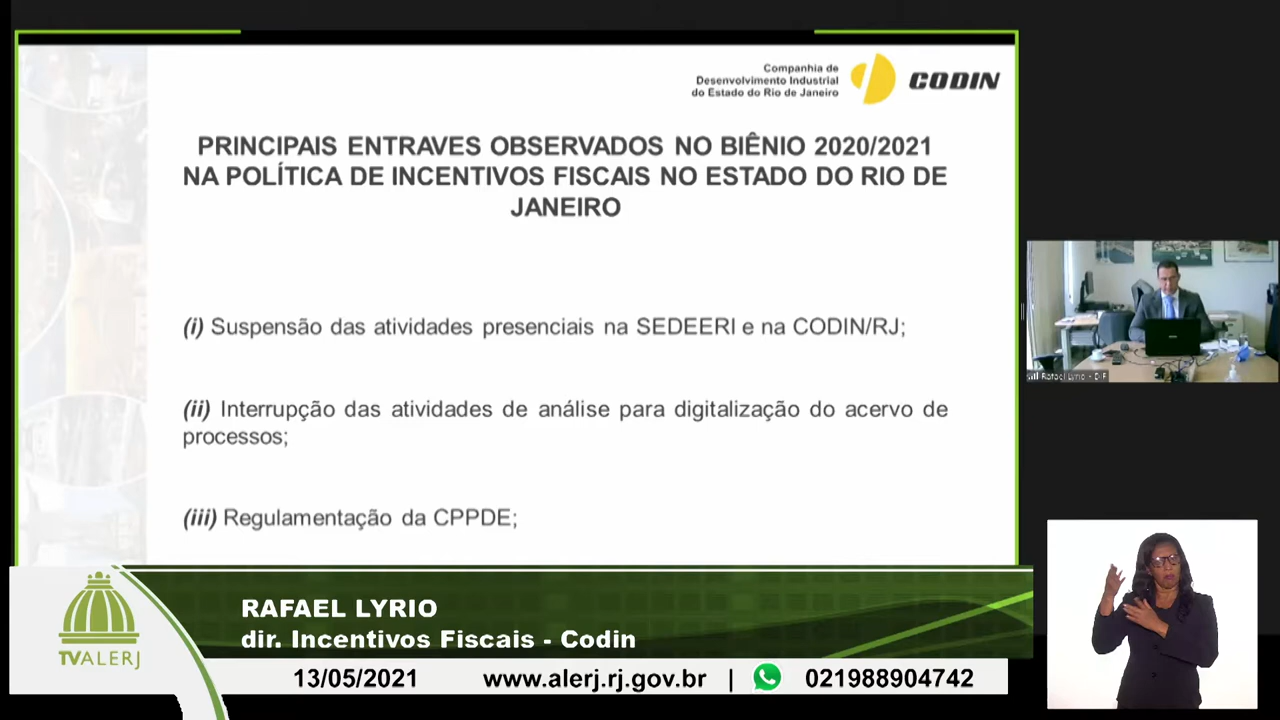 Companhia de
Desenvolvimento Industrial
do Estado do Rio de Janeiro
CODIN
PRINCIPAIS ENTRAVES OBSERVADOS NO BIÊNIO 2020/2021
NA POLÍTICA DE INCENTIVOS FISCAIS NO ESTADO DO RIO DE
JANEIRO
(i) Suspensão das atividades presenciais na SEDEERI e na CODIN/RJ;
(ii) Interrupção das atividades de análise para digitalização do acervo de
processos;
(iii) Regulamentação da CPPDE;
Rafael Lyrio - DIF
RAFAEL LYRIO
dir. Incentivos Fiscais - Codin
TVALERJ
13/05/2021 www.alerj.rj.gov.br | 021988904742